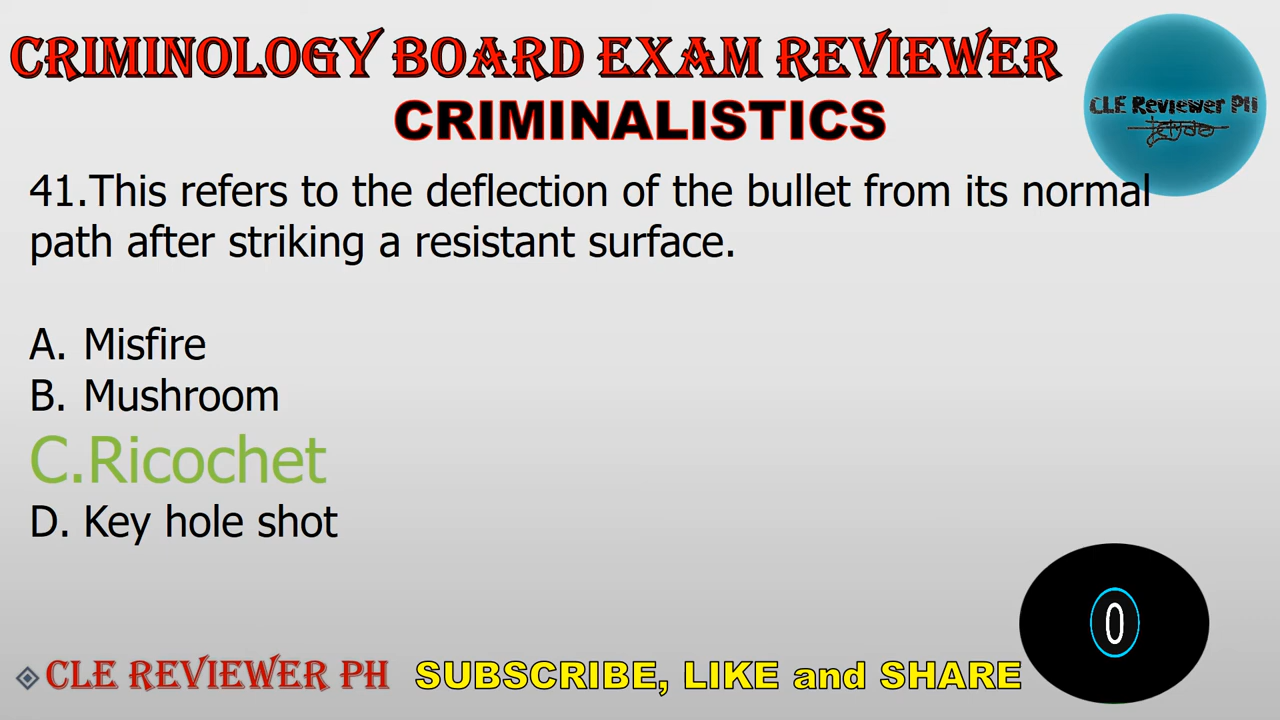 CRIMINOLOGY BOARD EXAM REVIEWER
CRIMINALISTICS
CLE Reviewer PH
41.This refers to the deflection of the bullet from its normal
path after striking a resistant surface.
A. Misfire
B. Mushroom
C.Ricochet
D. Key hole shot
0
CLE REVIEWER PH SUBSCRIBE, LIKE and SHARE